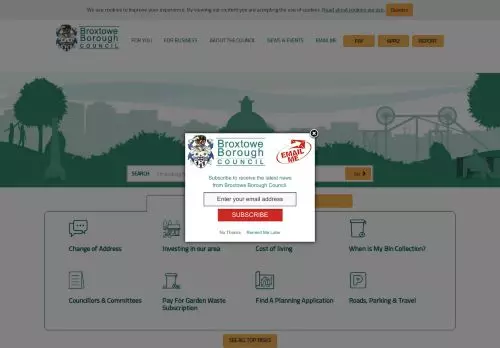 We use cookies to improve your experience. By viewing our content you are accepting the use of cookies. Read about cookies we use.
Broxtowe
Borough
COUNCIL
FOR YOU
FOR BUSINESS
ABOUT THE COUNCIL
NEWS & EVENTS
EMAIL ME
PAY
APPLY
REPORT
Broxtowe
Borough
COUNCIL
EMAIL
ME
Subscribe to receive the latest news
from Broxtowe Borough Council
Enter your email address
SUBSCRIBE
No Thanks
Remind Me Later
SEARCH
Change of Address
Investing in our area
Cost of living
When Is My Bin Collection?
Councillors & Committees
Pay For Garden Waste
Subscription
Find A Planning Application
Roads, Parking & Travel
SEE ALL TOP TASKS